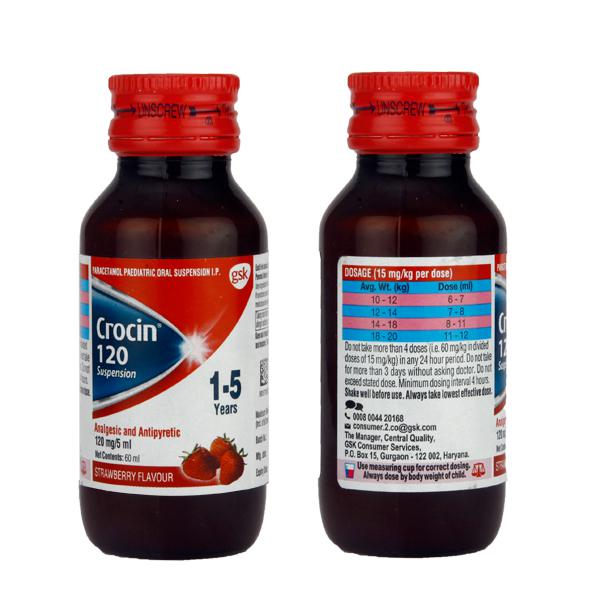 UNSCREW
PARACETAMOL PAEDIATRIC ORAL SUSPENSION I.P.
gsk
Crocin®
120
Suspension
1-5
Years
Analgesic and Antipyretic
120 mg/5 ml
Net Contents: 60 ml
STRAWBERRY FLAVOUR
UNSCREW
DOSAGE (15 mg/kg per dose)
Avg. Wt. (kg) Dose (ml)
10 - 12 6 - 7
12 - 14 7 - 8
14 - 18 8 - 11
18 - 20 11 - 12
Do not take more than 4 doses (i.e. 60 mg/kg in divided
doses of 15 mg/kg) in any 24 hour period. Do not take
for more than 3 days without asking doctor. Do not
exceed stated dose. Minimum dosing interval 4 hours.
Shake well before use. Always take lowest effective dose.
0008 0044 20168
consumer.2.co@gsk.com
The Manager, Central Quality,
GSK Consumer Services,
P.O. Box 15, Gurgaon - 122 002, Haryana.
Use measuring cup for correct dosing.
Always dose by body weight of child.